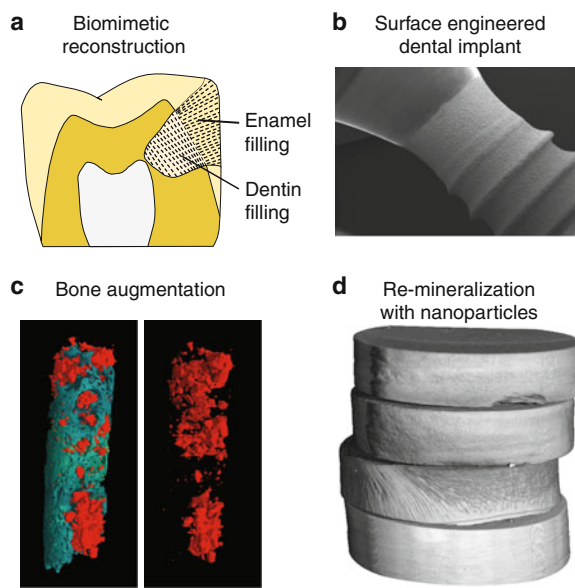 a
Biomimetic
reconstruction
Enamel
filling
Dentin
filling
b
Surface engineered
dental implant
c
Bone augmentation
d
Re-mineralization
with nanoparticles